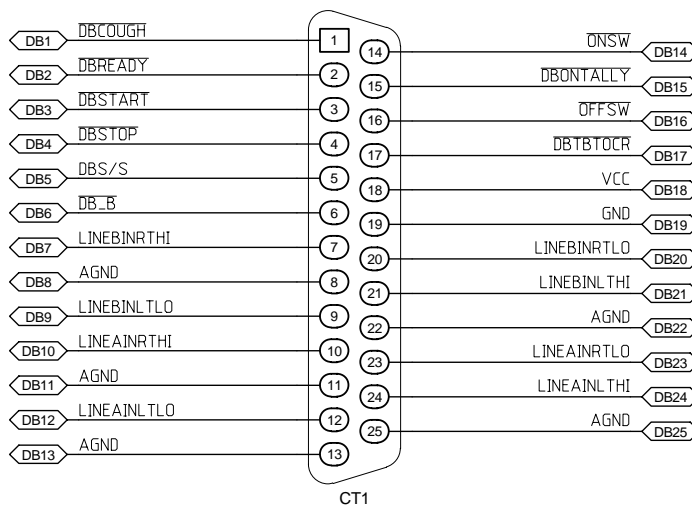 DB1 DBCOUGH 1
14 ONSW DB14
DB2 DBREADY 2
15 DBONTALLY DB15
DB3 DBSTART 3
16 OFFSW DB16
DB4 DBSTOP 4
17 DBTBTOCR DB17
DB5 DBS/S 5
18 VCC DB18
DB6 DB_B 6
19 GND DB19
DB7 LINEBINRTHI 7
20 LINEBINRTLO DB20
DB8 AGND 8
21 LINEBINLTHI DB21
DB9 LINEBINLTLO 9
22 AGND DB22
DB10 LINEAINRTHI 10
23 LINEAINRTLO DB23
DB11 AGND 11
24 LINEAINLTHI DB24
DB12 LINEAINLTLO 12
25 AGND DB25
DB13 AGND 13
CT1